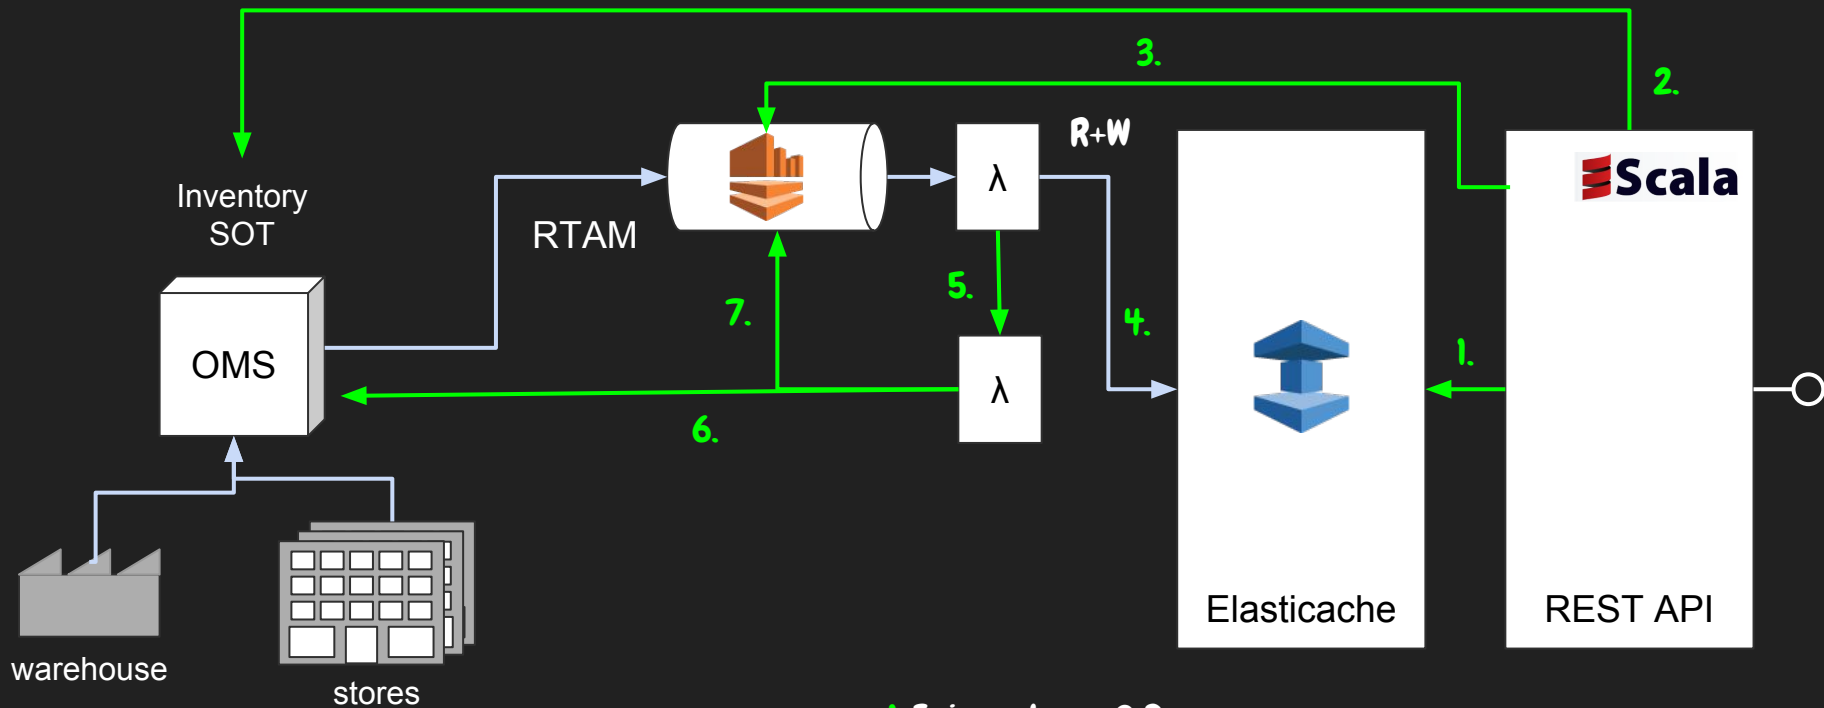 3.
2.
R+W
Scala
Inventory
SOT
λ
RTAM
5.
7.
4.
1.
OMS
λ
6.
Elasticache
REST API
warehouse
stores